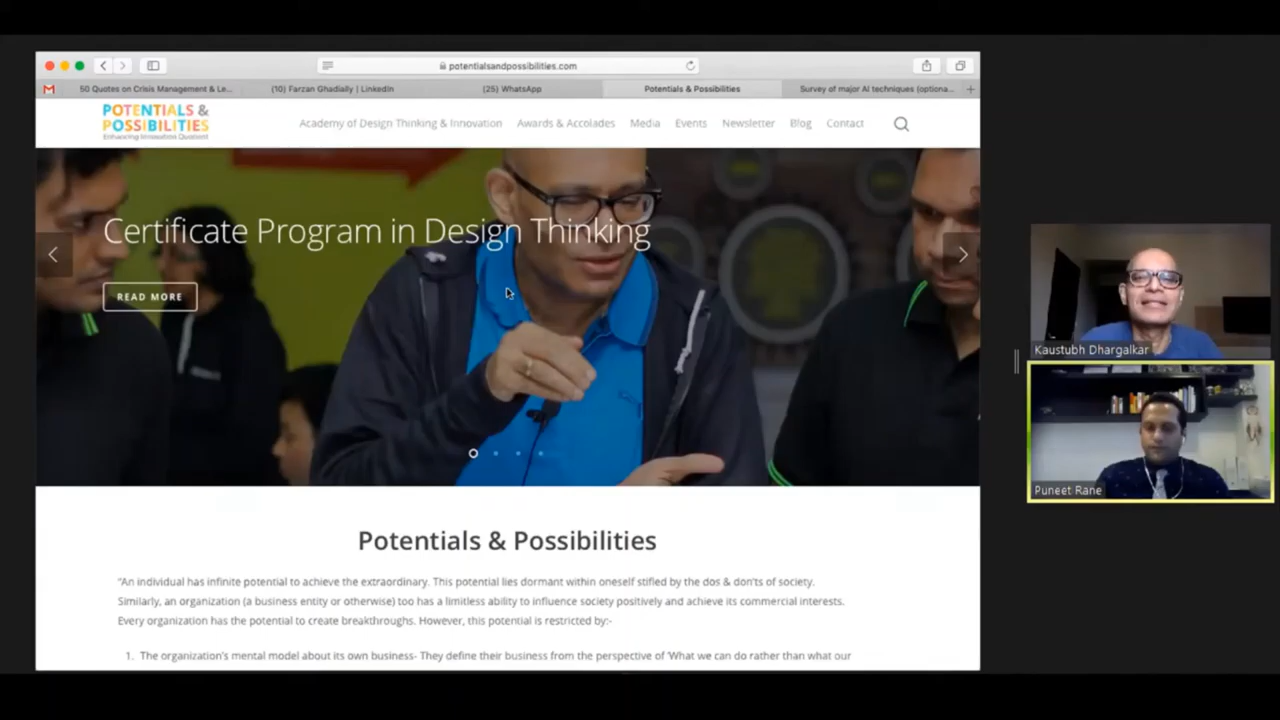 potentialsandpossibilities.com
50 Quotes on Crisis Management & Le...
(10) Farzan Ghadially | LinkedIn
(25) WhatsApp
Potentials & Possibilities
Survey of major AI techniques (optiona...
POTENTIALS &
POSSIBILITIES
Enhancing Innovation Quotient
Academy of Design Thinking & Innovation
Awards & Accolades
Media
Events
Newsletter
Blog
Contact
Certificate Program in Design Thinking
READ MORE
Kaustubh Dhargalkar
Puneet Rane
Potentials & Possibilities
"An individual has infinite potential to achieve the extraordinary. This potential lies dormant within oneself stifled by the dos & don'ts of society.
Similarly, an organization (a business entity or otherwise) too has a limitless ability to influence society positively and achieve its commercial interests.
Every organization has the potential to create breakthroughs. However, this potential is restricted by:-
1. The organization's mental model about its own business- They define their business from the perspective of 'What we can do rather than what our